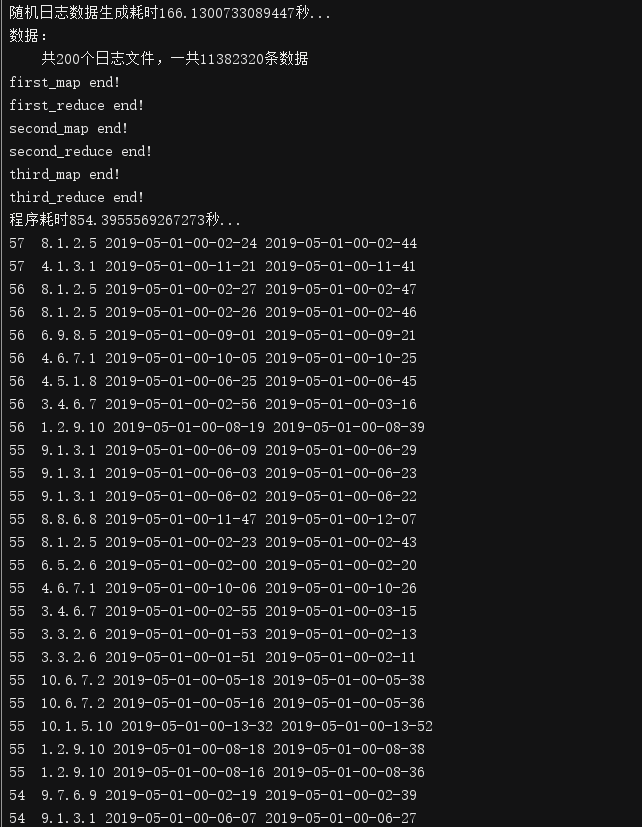 随机日志数据生成耗时166.1300733089447秒...
数据:
    共200个日志文件, 一共11382320条数据
first_map end!
first_reduce end!
second_map end!
second_reduce end!
third_map end!
third_reduce end!
程序耗时854.3955569267273秒...
57  8.1.2.5 2019-05-01-00-02-24 2019-05-01-00-02-44
57  4.1.3.1 2019-05-01-00-11-21 2019-05-01-00-11-41
56  8.1.2.5 2019-05-01-00-02-27 2019-05-01-00-02-47
56  8.1.2.5 2019-05-01-00-02-26 2019-05-01-00-02-46
56  6.9.8.5 2019-05-01-00-09-01 2019-05-01-00-09-21
56  4.6.7.1 2019-05-01-00-10-05 2019-05-01-00-10-25
56  4.5.1.8 2019-05-01-00-06-25 2019-05-01-00-06-45
56  3.4.6.7 2019-05-01-00-02-56 2019-05-01-00-03-16
56  1.2.9.10 2019-05-01-00-08-19 2019-05-01-00-08-39
55  9.1.3.1 2019-05-01-00-06-09 2019-05-01-00-06-29
55  9.1.3.1 2019-05-01-00-06-03 2019-05-01-00-06-23
55  9.1.3.1 2019-05-01-00-06-02 2019-05-01-00-06-22
55  8.8.6.8 2019-05-01-00-11-47 2019-05-01-00-12-07
55  8.1.2.5 2019-05-01-00-02-23 2019-05-01-00-02-43
55  6.5.2.6 2019-05-01-00-02-00 2019-05-01-00-02-20
55  4.6.7.1 2019-05-01-00-10-06 2019-05-01-00-10-26
55  3.4.6.7 2019-05-01-00-02-55 2019-05-01-00-03-15
55  3.3.2.6 2019-05-01-00-01-53 2019-05-01-00-02-13
55  3.3.2.6 2019-05-01-00-01-51 2019-05-01-00-02-11
55  10.6.7.2 2019-05-01-00-05-18 2019-05-01-00-05-38
55  10.6.7.2 2019-05-01-00-05-16 2019-05-01-00-05-36
55  10.1.5.10 2019-05-01-00-13-32 2019-05-01-00-13-52
55  1.2.9.10 2019-05-01-00-08-18 2019-05-01-00-08-38
55  1.2.9.10 2019-05-01-00-08-16 2019-05-01-00-08-36
54  9.7.6.9 2019-05-01-00-02-19 2019-05-01-00-02-39
54  9.1.3.1 2019-05-01-00-06-07 2019-05-01-00-06-27